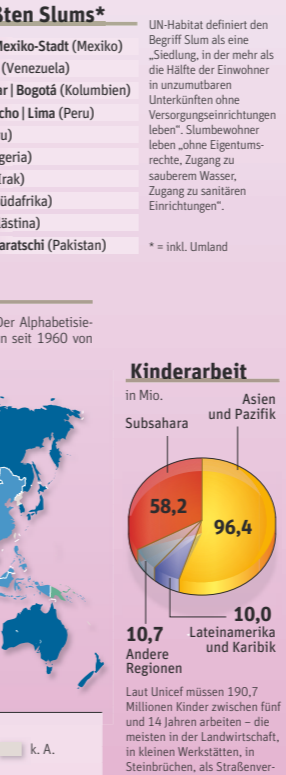 ßten Slums*
Mexiko-Stadt (Mexiko)
(Venezuela)
ar | Bogotá (Kolumbien)
cho | Lima (Peru)
u)
geria)
Irak)
üdafrika)
lästina)
aratschi (Pakistan)
UN-Habitat definiert den
Begriff Slum als eine
„Siedlung, in der mehr als
die Hälfte der Einwohner
in unzumutbaren
Unterkünften ohne
Versorgungseinrichtungen
leben“. Slumbewohner
leben „ohne Eigentums-
rechte, Zugang zu
sauberem Wasser,
Zugang zu sanitären
Einrichtungen“.
* = inkl. Umland
Der Alphabetisie-
n seit 1960 von
k. A.
Kinderarbeit
in Mio.
Subsahara
Asien
und Pazifik
58,2
96,4
10,7
Andere
Regionen
10,0
Lateinamerika
und Karibik
Laut Unicef müssen 190,7
Millionen Kinder zwischen fünf
und 14 Jahren arbeiten – die
meisten in der Landwirtschaft,
in kleinen Werkstätten, in
Steinbrüchen, als Straßenver-